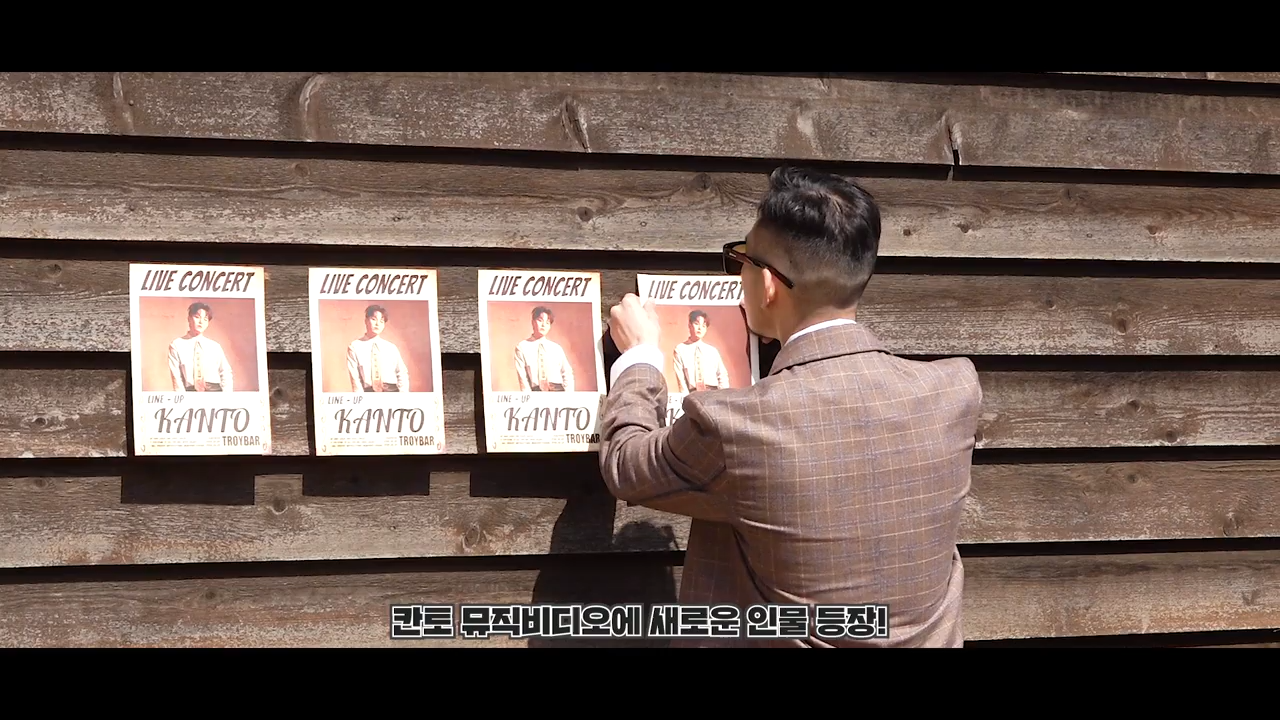 LIVE CONCERT
LINE - UP
KANTO
TROYBAR
LIVE CONCERT
LINE - UP
KANTO
TROYBAR
LIVE CONCERT
LINE - UP
KANTO
TROYBAR
LIVE CONCERT
칸토 뮤직비디오에 새로운 인물 등장!